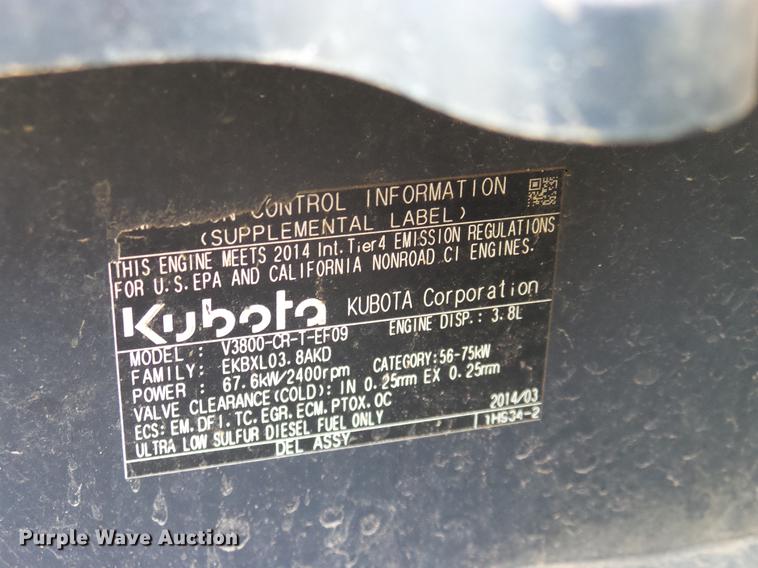 CONTROL INFORMATION
(SUPPLEMENTAL LABEL)
THIS ENGINE MEETS 2014 Int.Tier4 EMISSION REGULATIONS
FOR U.S.EPA AND CALIFORNIA NONROAD CI ENGINES.
Kubota KUBOTA Corporation
MODEL : V3800-CR-T-EF09 ENGINE DISP.: 3.8L
FAMILY: EKBXL03.8AKD
POWER : 67.6kW/2400rpm CATEGORY:56-75kW
VALVE CLEARANCE(COLD): IN 0.25mm EX 0.25mm
ECS: EM,DFI,TC,EGR,ECM,PTOX,OC 2014/03
ULTRA LOW SULFUR DIESEL FUEL ONLY 1HS34-2
DEL ASSY
Purple Wave Auction